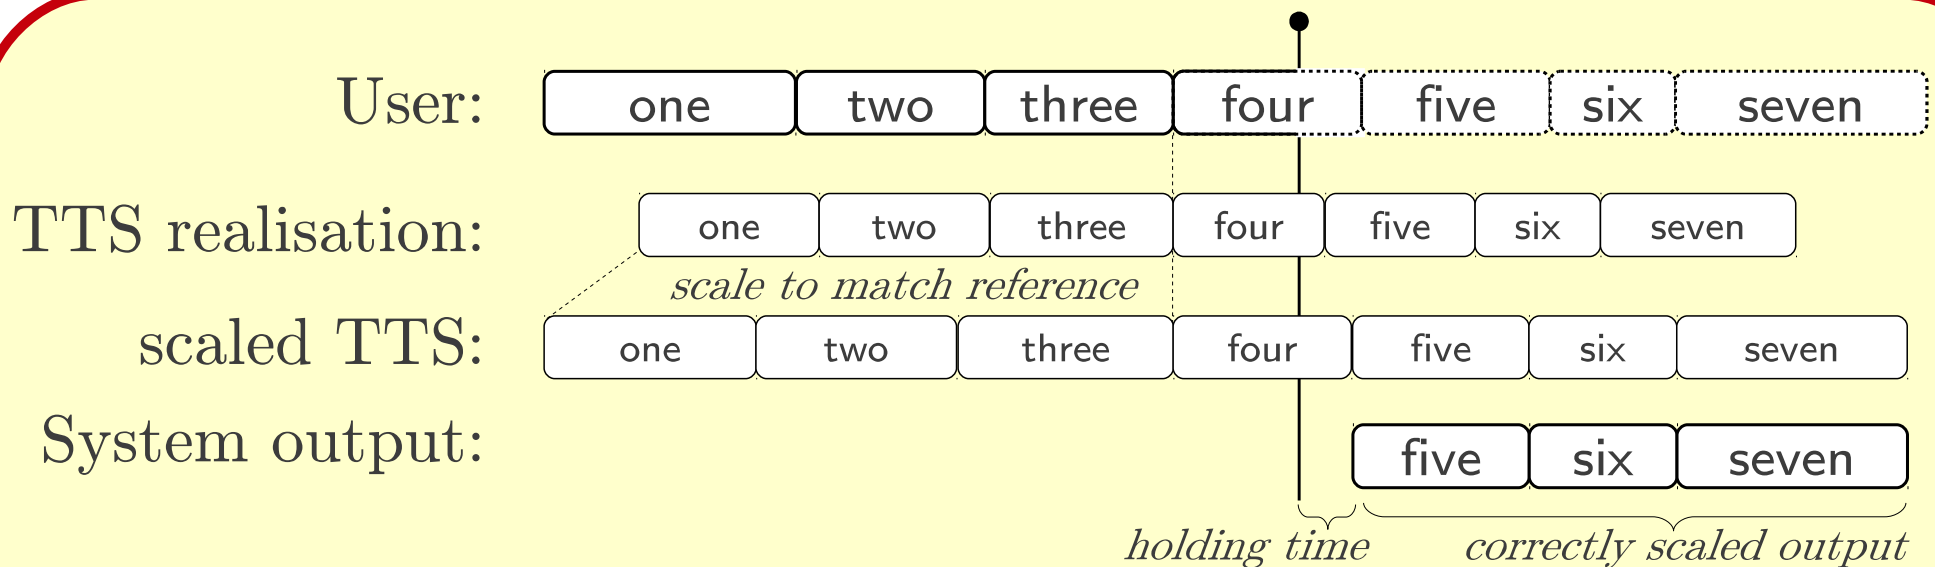 User: one two three four five six seven
TTS realisation: one two three four five six seven
scale to match reference
scaled TTS: one two three four five six seven
System output: five six seven
holding time correctly scaled output